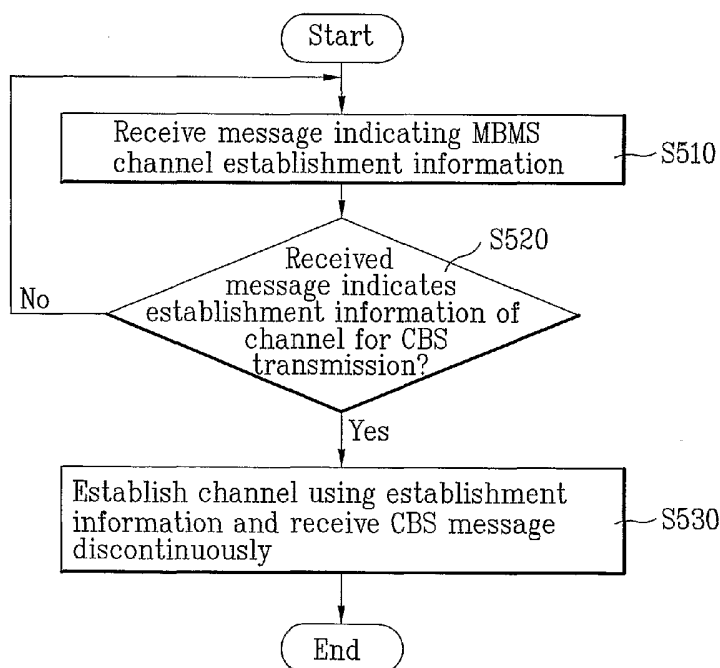 Start
Receive message indicating MBMS
channel establishment information
S510
S520
Received
message indicates
establishment information of
channel for CBS
transmission?
No
Yes
Establish channel using establishment
information and receive CBS message
discontinuously
S530
End